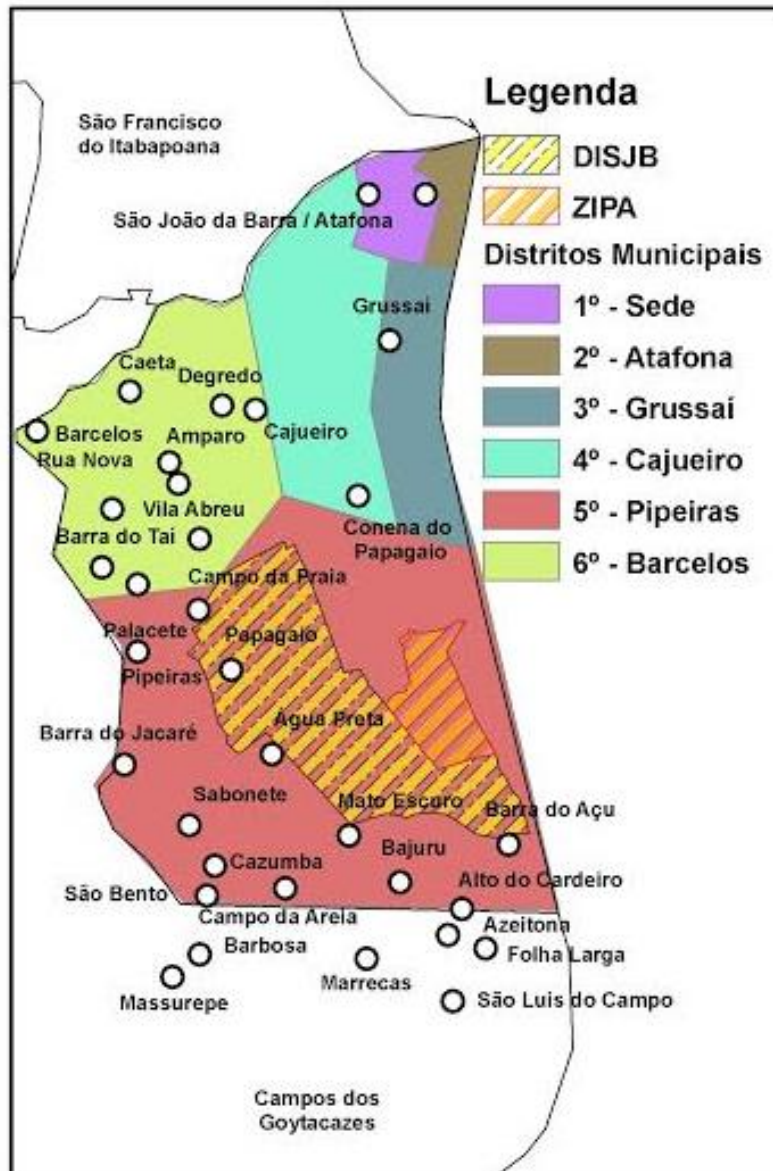 Legenda
São Francisco
do Itabapoana
DISJB
ZIPA
São João da Barra / Atafona
Distritos Municipais
1º - Sede
Grussaí
2º - Atafona
Caeta
Degredo
3º - Grussaí
Barcelos
Amparo
Cajueiro
Rua Nova
4º - Cajueiro
Vila Abreu
Conena do
Papagaio
5º - Pipeiras
Barra do Tai
6º - Barcelos
Campo da Praia
Palacete
Papagaio
Pipeiras
Água Preta
Barra do Jacaré
Sabonete
Mato Escuro
Barra do Açu
Bajuru
Cazumba
Alto do Cardeiro
São Bento
Campo da Areia
Azeitona
Barbosa
Folha Larga
Marrecas
Massurepe
São Luis do Campo
Campos dos
Goytacazes